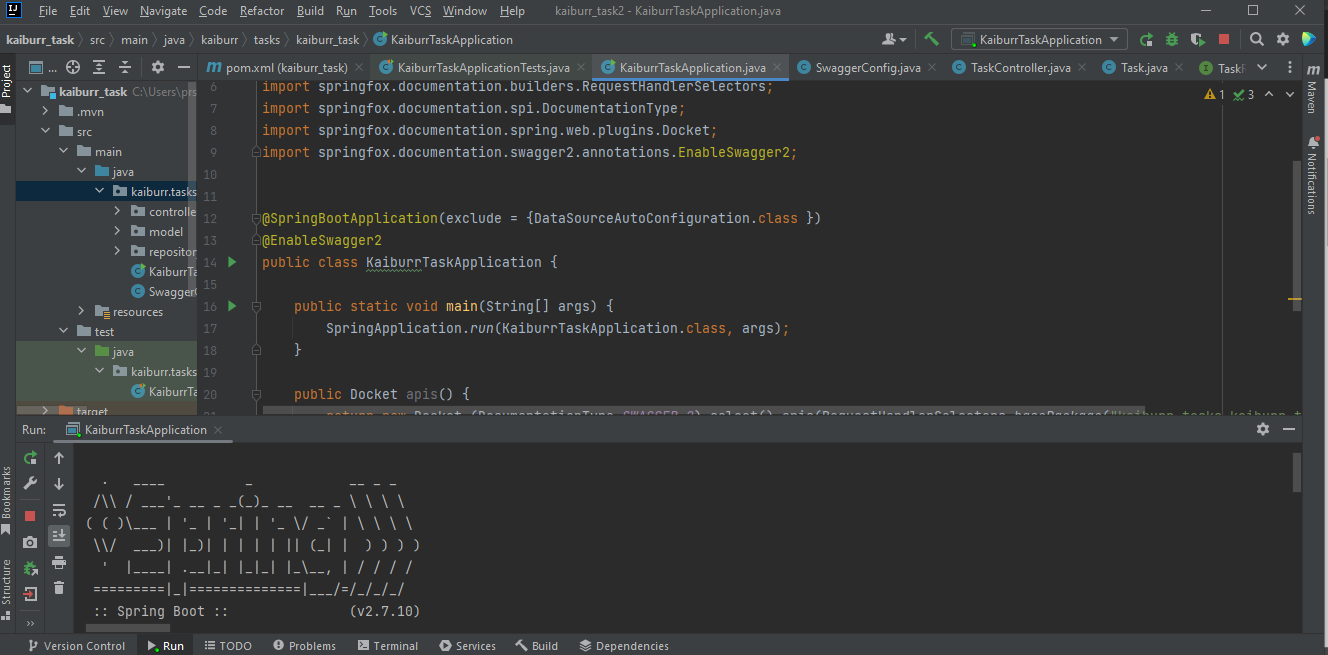 File Edit View Navigate Code Refactor Build Run Tools VCS Window Help kaiburr_task2 - KaiburrTaskApplication.java
kaiburr_task src main java kaiburr tasks kaiburr_task KaiburrTaskApplication KaiburrTaskApplication
Project
... pom.xml (kaiburr_task) KaiburrTaskApplicationTests.java KaiburrTaskApplication.java SwaggerConfig.java TaskController.java Task.java
kaiburr_task C:\Users\prs
.mvn
src
main
java
kaiburr.tasks
controlle
model
repositor
KaiburrTa
Swagger
resources
test
java
kaiburr.tasks
KaiburrTa
target
6 import springfox.documentation.builders.RequestHandlerSelectors;
7 import springfox.documentation.spi.DocumentationType;
8 import springfox.documentation.spring.web.plugins.Docket;
9 import springfox.documentation.swagger2.annotations.EnableSwagger2;
10
11
12 @SpringBootApplication(exclude = {DataSourceAutoConfiguration.class })
13 @EnableSwagger2
14 public class KaiburrTaskApplication {
15
16 public static void main(String[] args) {
17 SpringApplication.run(KaiburrTaskApplication.class, args);
18 }
19
20 public Docket apis() {
1 3
Maven
Notifications
Run: KaiburrTaskApplication
  .   ____          _            __ _ _
 /\\ / ___'_ __ _ _(_)_ __  __ _ \ \ \ \
( ( )\___ | '_ | '_| | '_ \/ _` | \ \ \ \
 \\/  ___)| |_)| | | | | || (_| |  ) ) ) )
  '  |____| .__|_| |_|_| |_\__, | / / / /
 =========|_|==============|___/=/_/_/_/
 :: Spring Boot ::                (v2.7.10)
Bookmarks
Structure
Version Control Run TODO Problems Terminal Services Build Dependencies